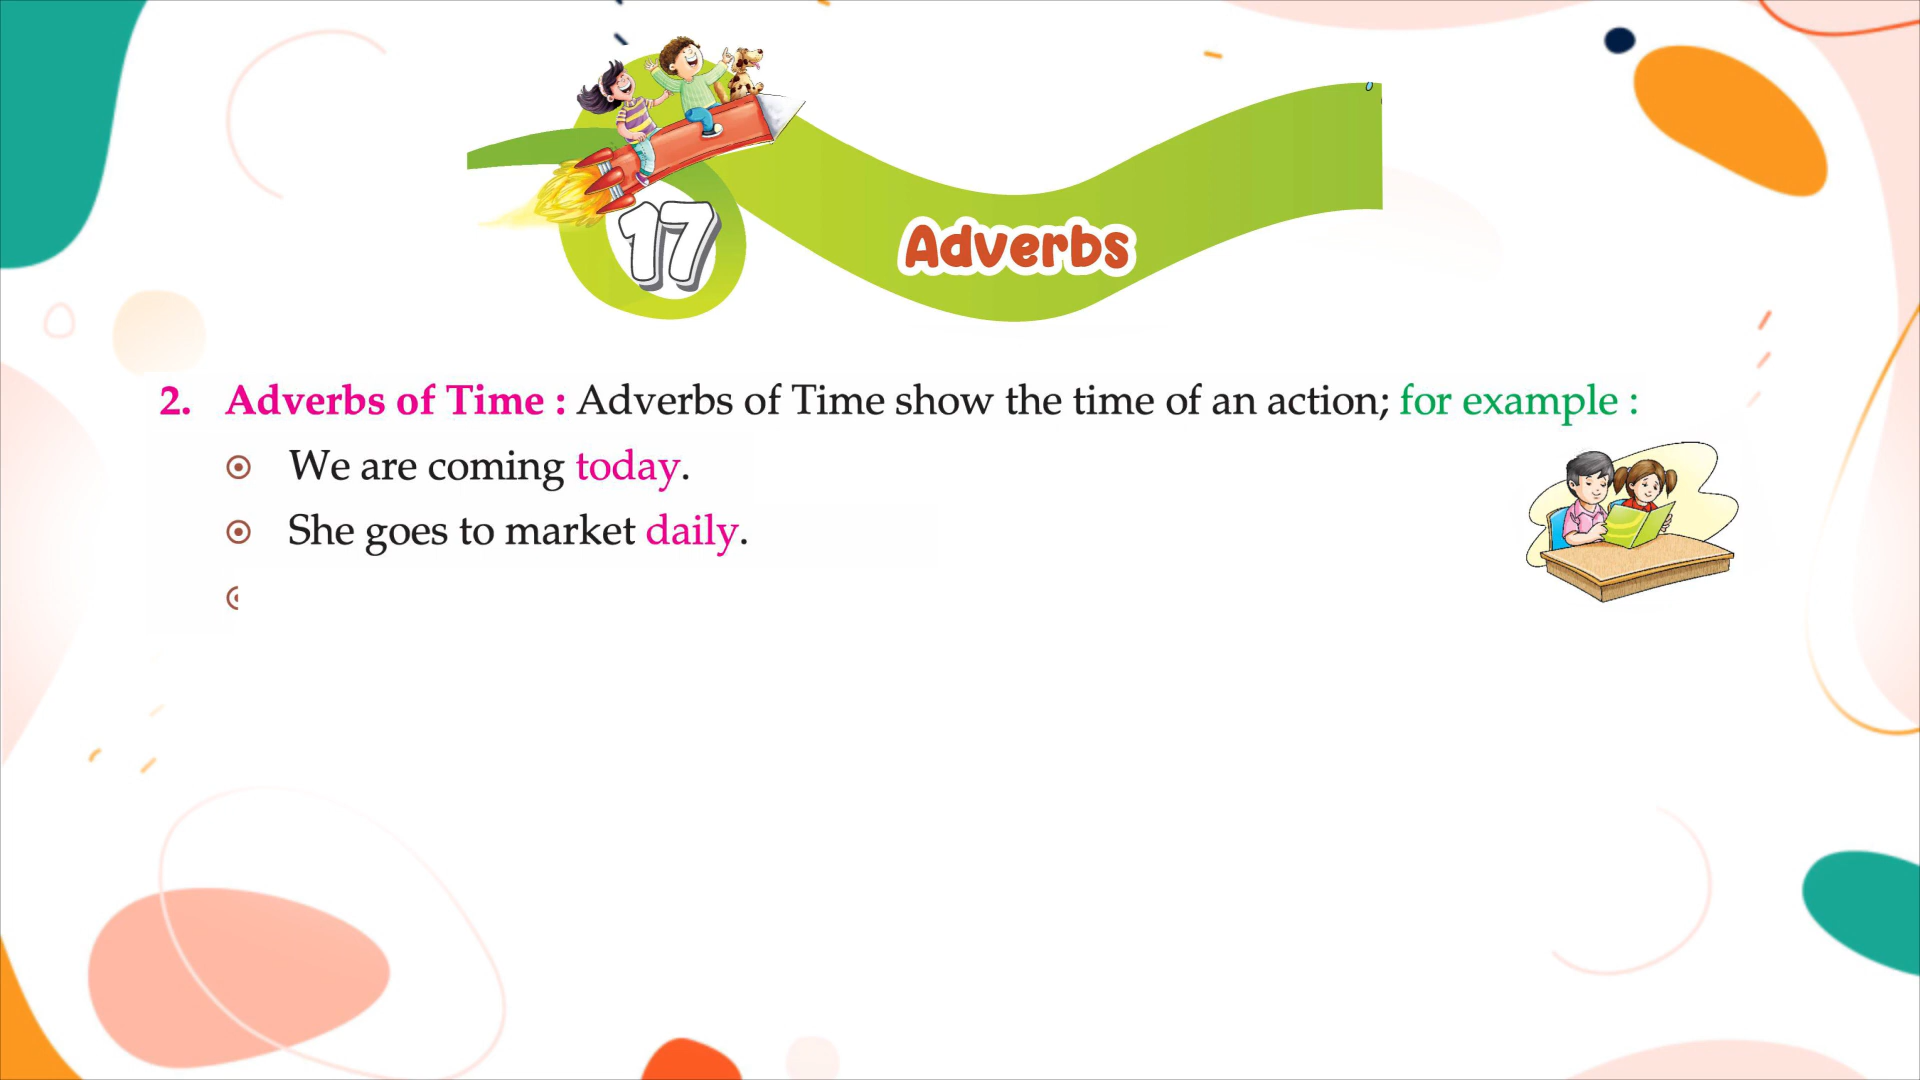 17
Adverbs
2. Adverbs of Time : Adverbs of Time show the time of an action; for example :
We are coming today.
She goes to market daily.